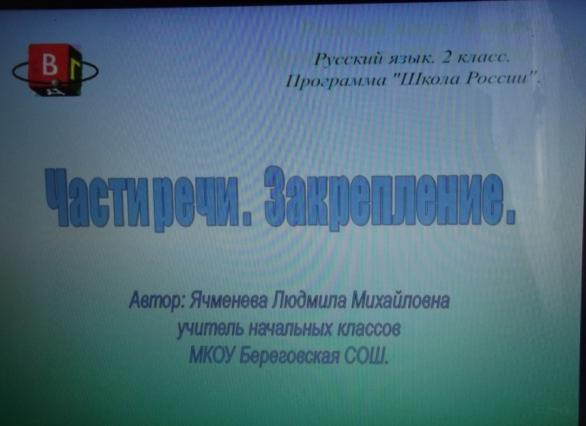 Русский язык. 2 класс.
Программа "Школа России".
В
Части речи. Закрепление.
Автор: Ячменева Людмила Михайловна
учитель начальных классов
МКОУ Береговская СОШ.